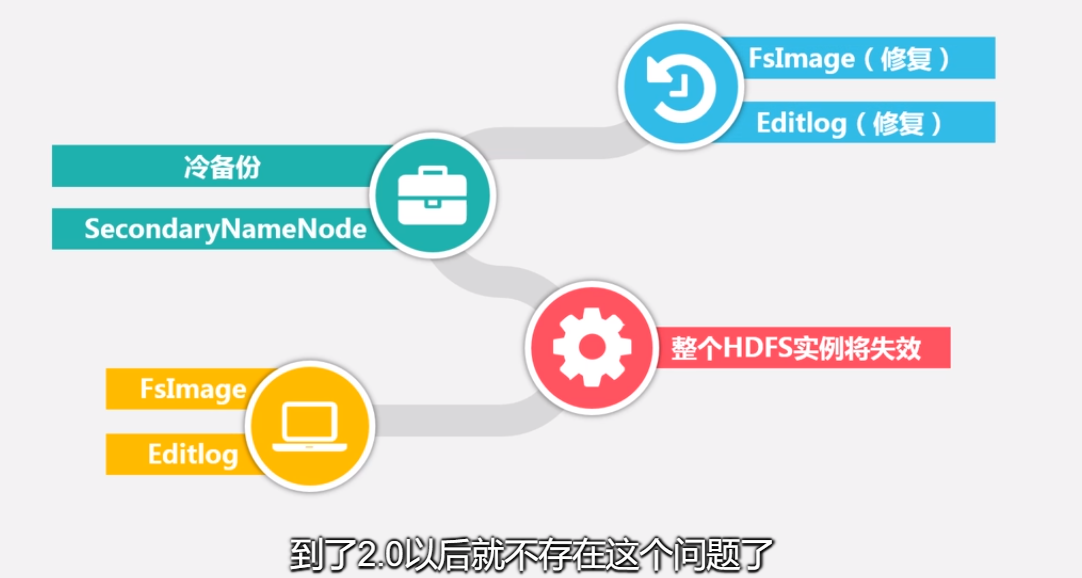 FsImage（修复）
Editlog（修复）
冷备份
SecondaryNameNode
整个HDFS实例将失效
FsImage
Editlog
到了2.0以后就不存在这个问题了